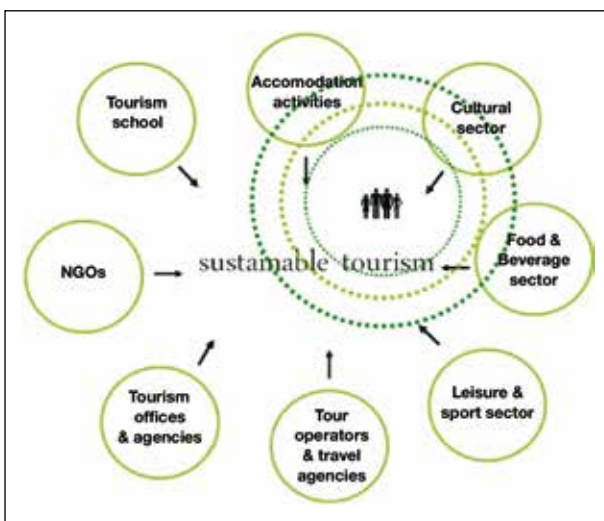 Accomodation
activities
Tourism
school
Cultural
sector
NGOs
sustamable tourism
Food &
Beverage
sector
Tourism
offices
& agencies
Tour
operators
& travel
agencies
Leisure &
sport sector